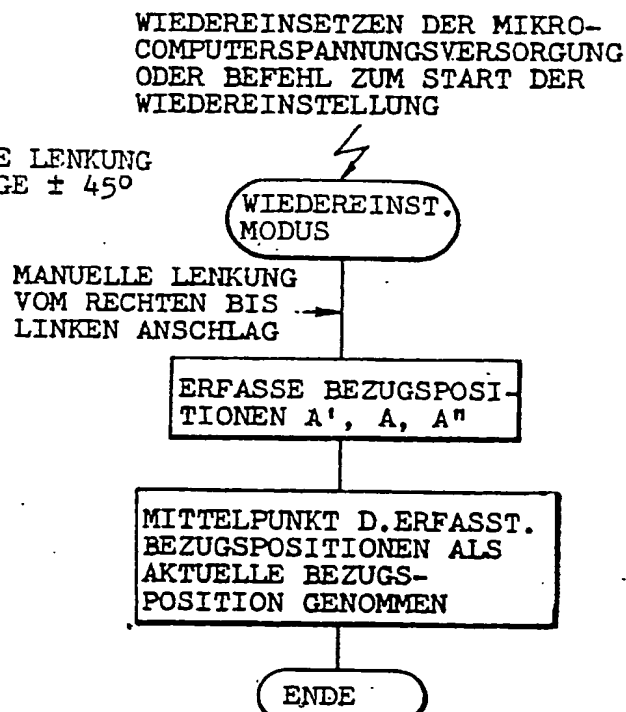 WIEDEREINSETZEN DER MIKRO-
COMPUTERSPANNUNGSVERSORGUNG
ODER BEFEHL ZUM START DER
WIEDEREINSTELLUNG
E LENKUNG
GE ± 45°
WIEDEREINST.
MODUS
MANUELLE LENKUNG
VOM RECHTEN BIS
LINKEN ANSCHLAG
ERFASSE BEZUGSPOSI-
TIONEN A', A, A"
MITTELPUNKT D.ERFASST.
BEZUGSPOSITIONEN ALS
AKTUELLE BEZUGS-
POSITION GENOMMEN
ENDE